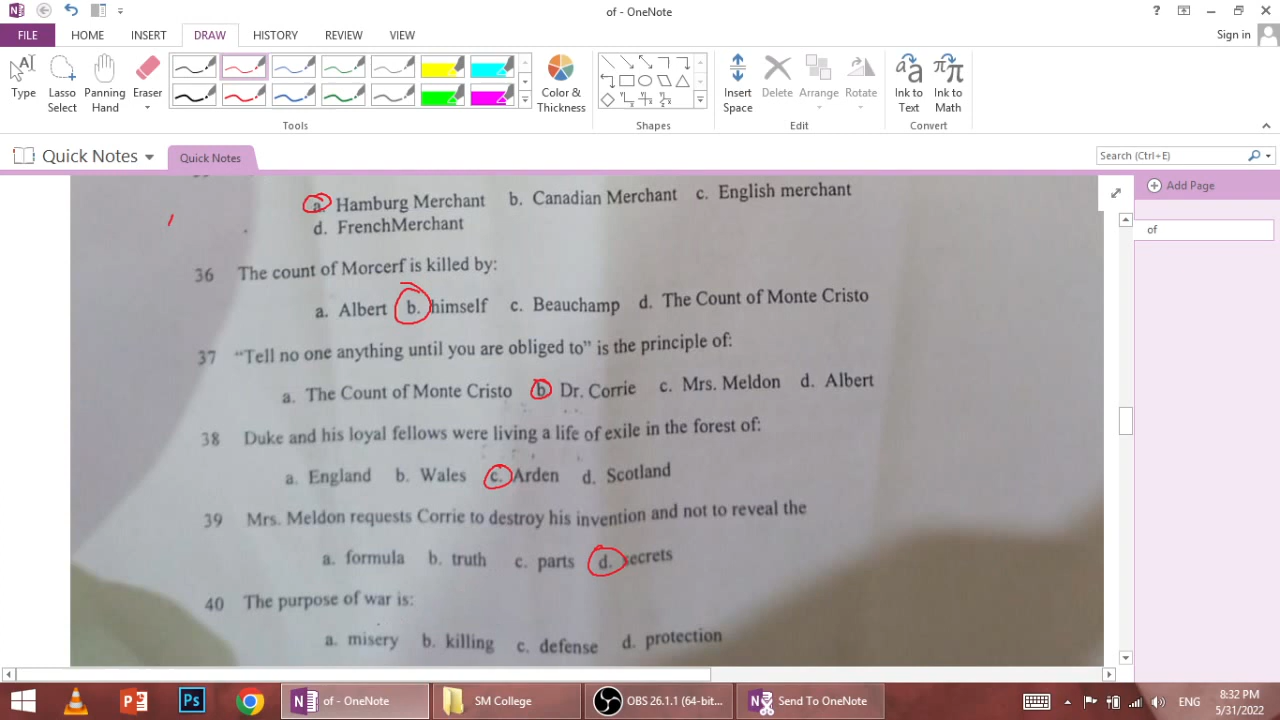 of - OneNote
Sign in
FILE HOME INSERT DRAW HISTORY REVIEW VIEW
Type
Lasso Select
Panning Hand
Eraser
Color & Thickness
Insert Space
Delete
Arrange
Rotate
Ink to Text
Ink to Math
Tools
Shapes
Edit
Convert
Quick Notes
Quick Notes
Search (Ctrl+E)
Add Page
of
a. Hamburg Merchant b. Canadian Merchant c. English merchant
d. FrenchMerchant
36 The count of Morcerf is killed by:
a. Albert b. himself c. Beauchamp d. The Count of Monte Cristo
37 “Tell no one anything until you are obliged to” is the principle of:
a. The Count of Monte Cristo b Dr. Corrie c. Mrs. Meldon d. Albert
38 Duke and his loyal fellows were living a life of exile in the forest of:
a. England b. Wales c. Arden d. Scotland
39 Mrs. Meldon requests Corrie to destroy his invention and not to reveal the
a. formula b. truth c. parts d. secrets
40 The purpose of war is:
a. misery b. killing c. defense d. protection
of - OneNote
SM College
OBS 26.1.1 (64-bit...
Send To OneNote
ENG
8:32 PM
5/31/2022